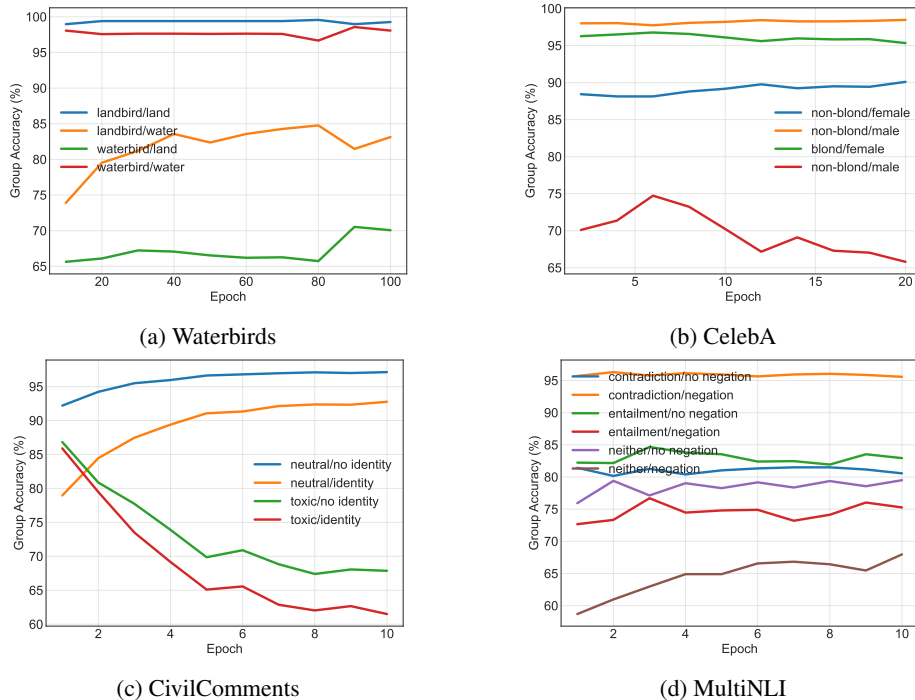 100
95
90
85
80
75
70
65
Group Accuracy (%)
landbird/land
landbird/water
waterbird/land
waterbird/water
20
40
60
80
100
Epoch
(a) Waterbirds
100
95
90
85
80
75
70
65
Group Accuracy (%)
non-blond/female
non-blond/male
blond/female
non-blond/male
5
10
15
20
Epoch
(b) CelebA
95
90
85
80
75
70
65
60
Group Accuracy (%)
neutral/no identity
neutral/identity
toxic/no identity
toxic/identity
2
4
6
8
10
Epoch
(c) CivilComments
95
90
85
80
75
70
65
60
Group Accuracy (%)
contradiction/no negation
contradiction/negation
entailment/no negation
entailment/negation
neither/no negation
neither/negation
2
4
6
8
10
Epoch
(d) MultiNLI